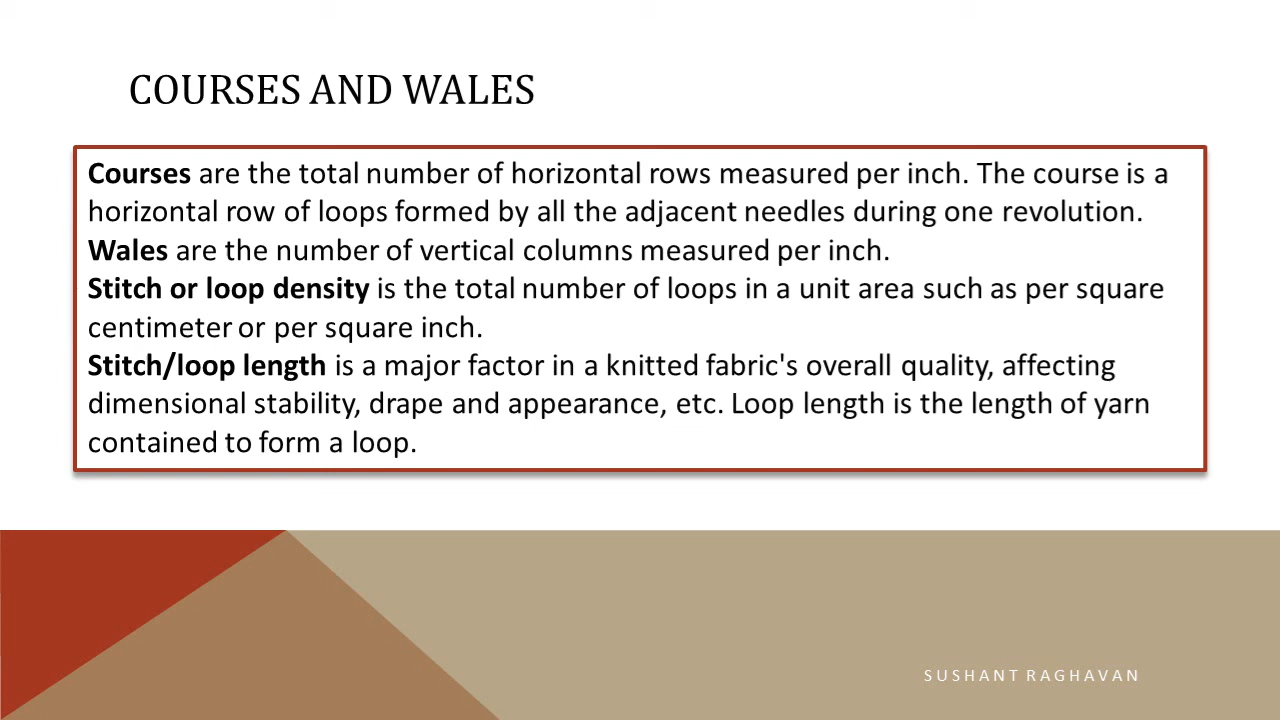 COURSES AND WALES
Courses are the total number of horizontal rows measured per inch. The course is a
horizontal row of loops formed by all the adjacent needles during one revolution.
Wales are the number of vertical columns measured per inch.
Stitch or loop density is the total number of loops in a unit area such as per square
centimeter or per square inch.
Stitch/loop length is a major factor in a knitted fabric's overall quality, affecting
dimensional stability, drape and appearance, etc. Loop length is the length of yarn
contained to form a loop.
SUSHANT RAGHAVAN